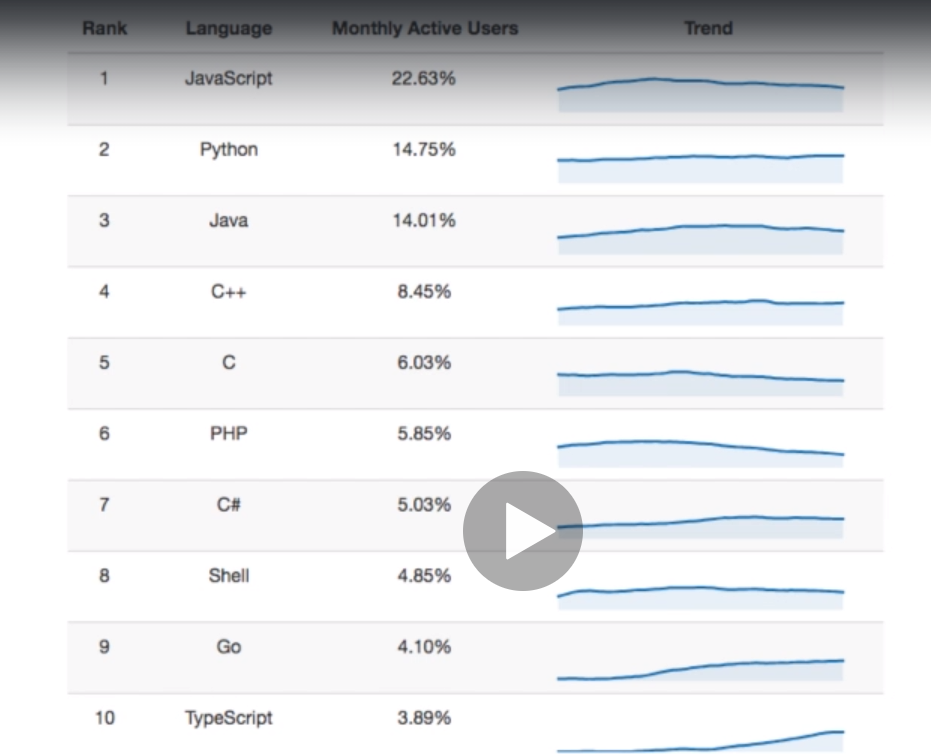 Rank Language Monthly Active Users Trend
1 JavaScript 22.63%
2 Python 14.75%
3 Java 14.01%
4 C++ 8.45%
5 C 6.03%
6 PHP 5.85%
7 C# 5.03%
8 Shell 4.85%
9 Go 4.10%
10 TypeScript 3.89%